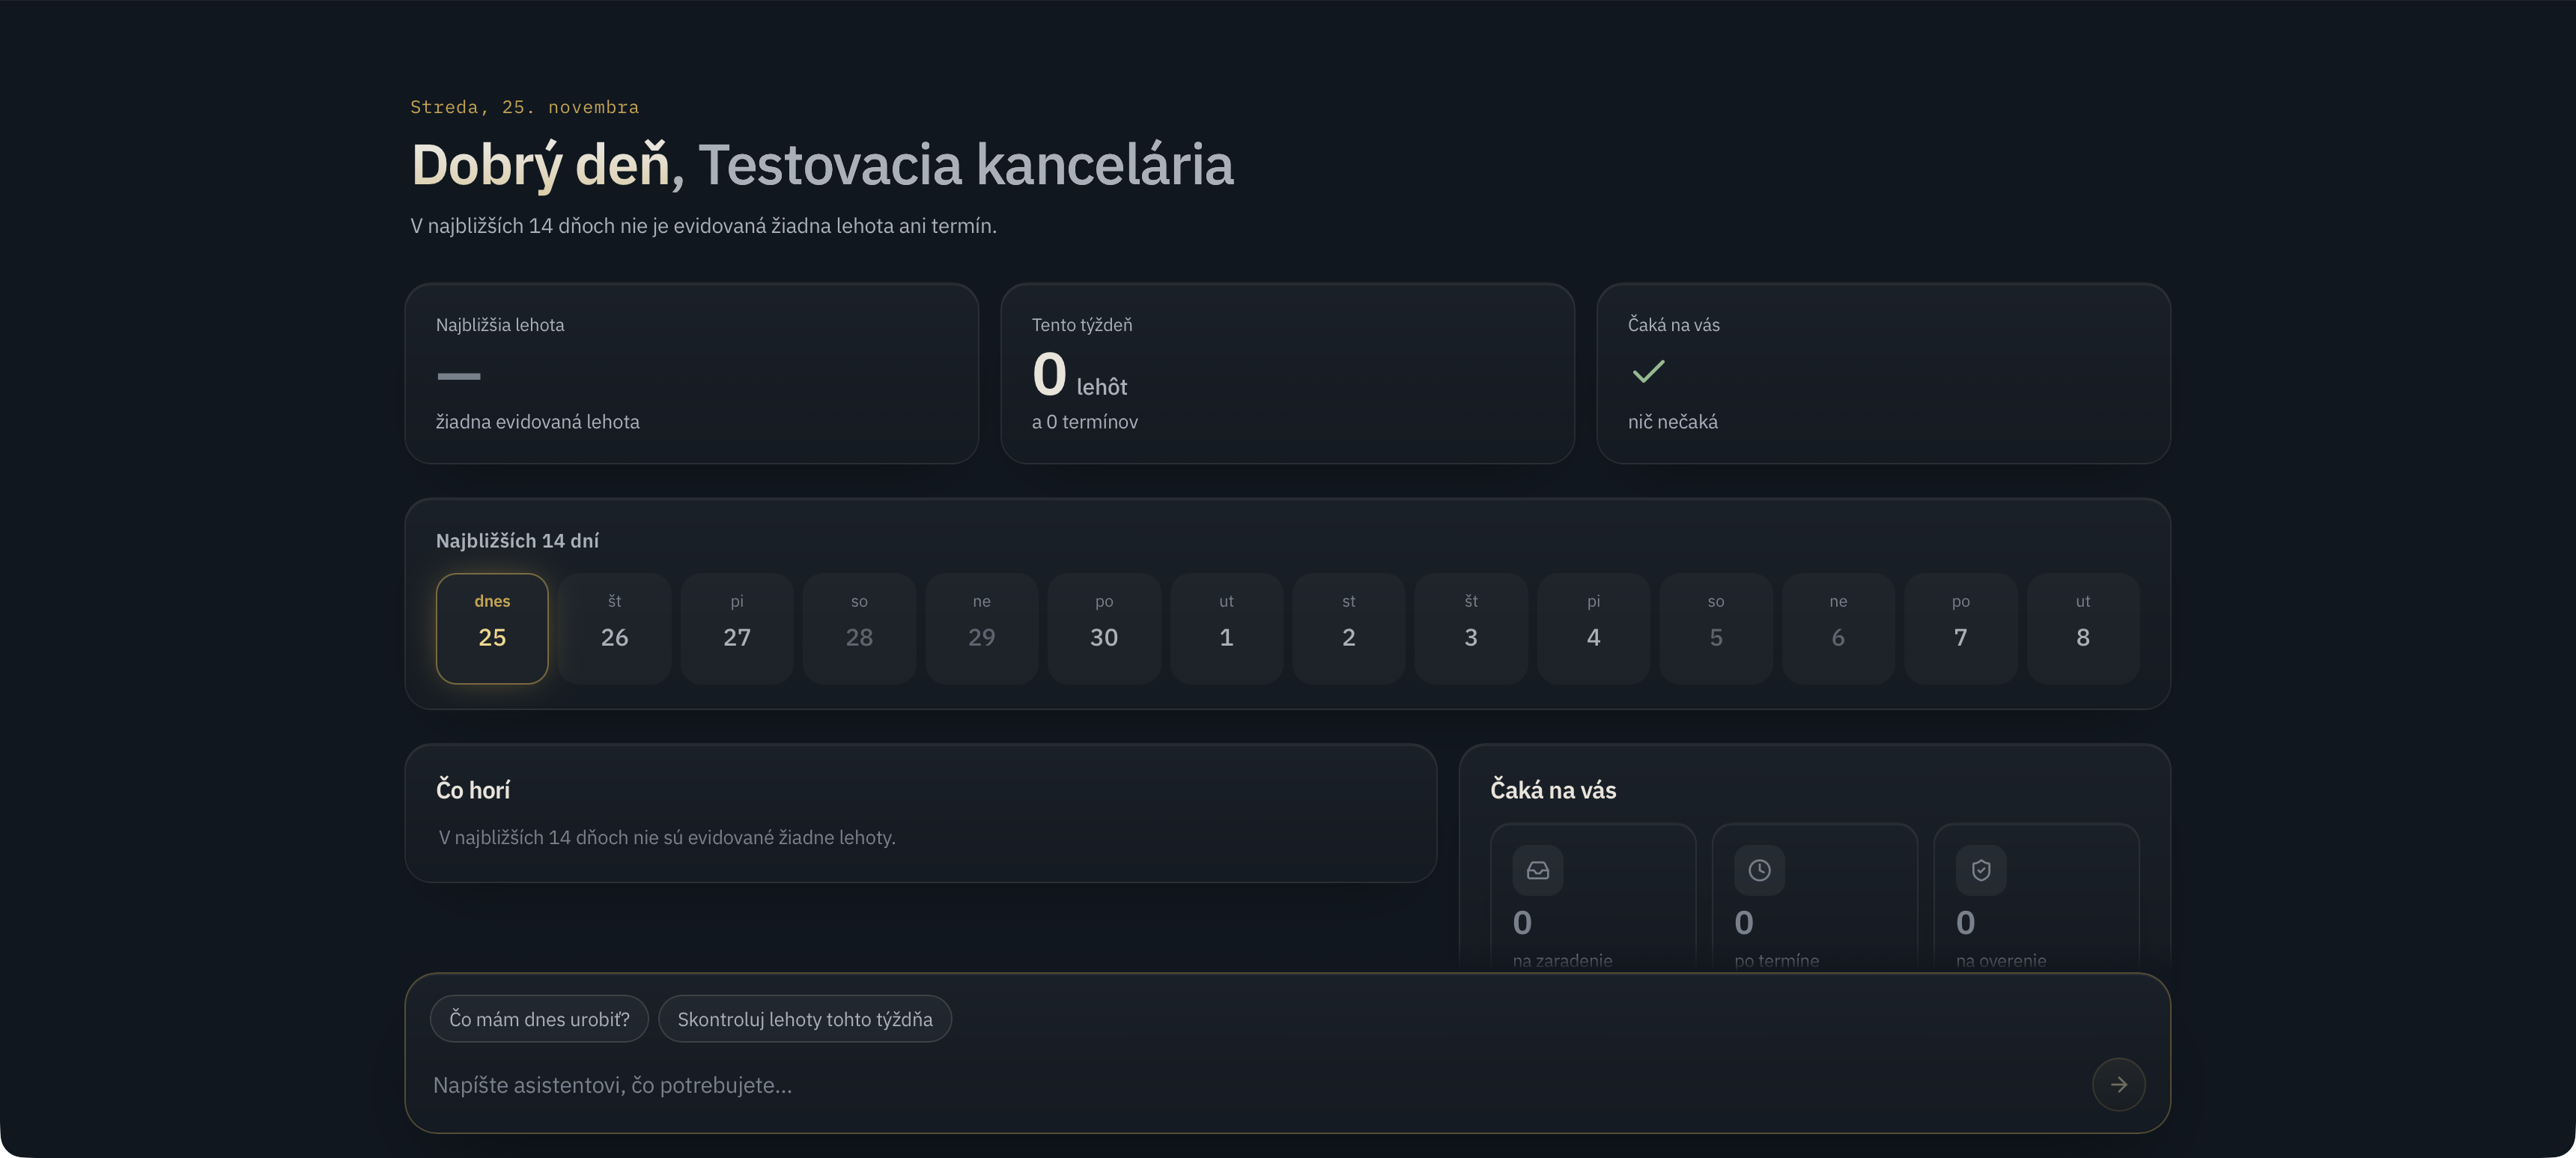 Streda, 25. novembra
Dobrý deň, Testovacia kancelária
V najbližších 14 dňoch nie je evidovaná žiadna lehota ani termín.
Najbližšia lehota
—
žiadna evidovaná lehota
Tento týždeň
0 lehôt
a 0 termínov
Čaká na vás
nič nečaká
Najbližších 14 dní
dnes št pi so ne po ut st št pi so ne po ut
25 26 27 28 29 30 1 2 3 4 5 6 7 8
Čo horí
V najbližších 14 dňoch nie sú evidované žiadne lehoty.
Čaká na vás
0 0 0
na zaradenie po termíne na overenie
Čo mám dnes urobiť? Skontroluj lehoty tohto týždňa
Napíšte asistentovi, čo potrebujete...